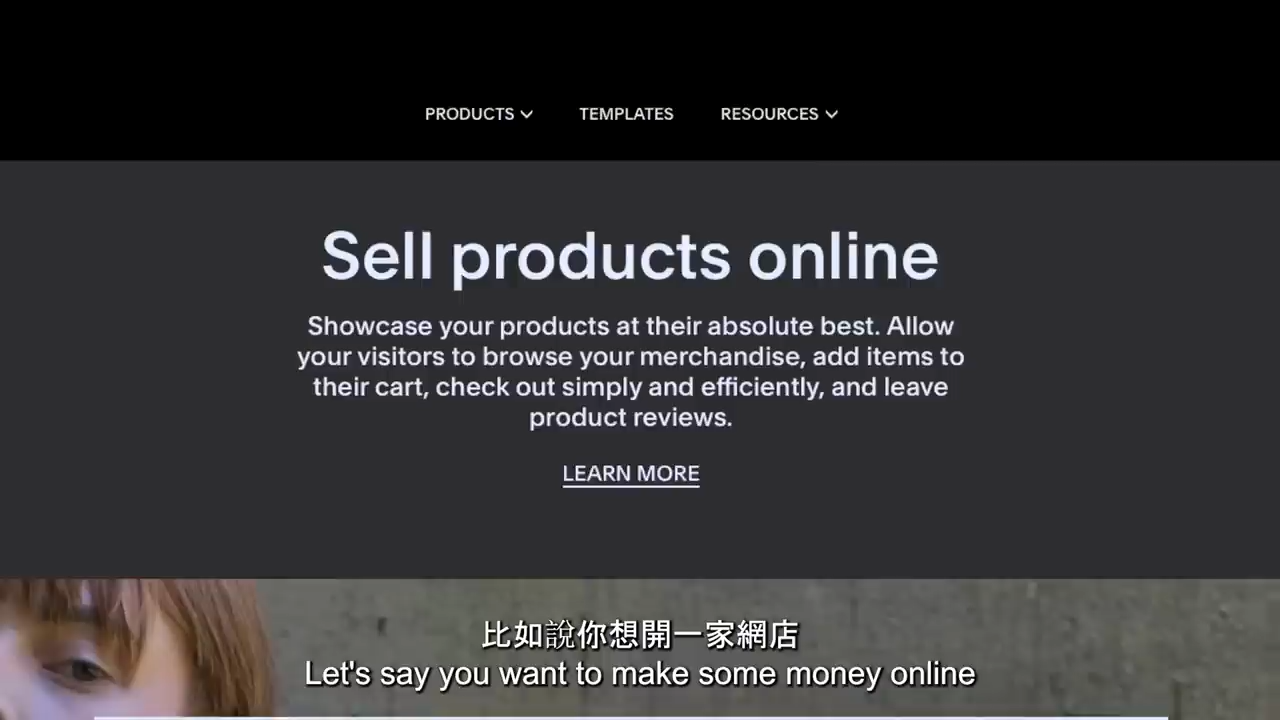 PRODUCTS
TEMPLATES
RESOURCES
Sell products online
Showcase your products at their absolute best. Allow
your visitors to browse your merchandise, add items to
their cart, check out simply and efficiently, and leave
product reviews.
LEARN MORE
比如說你想開一家網店
Let's say you want to make some money online